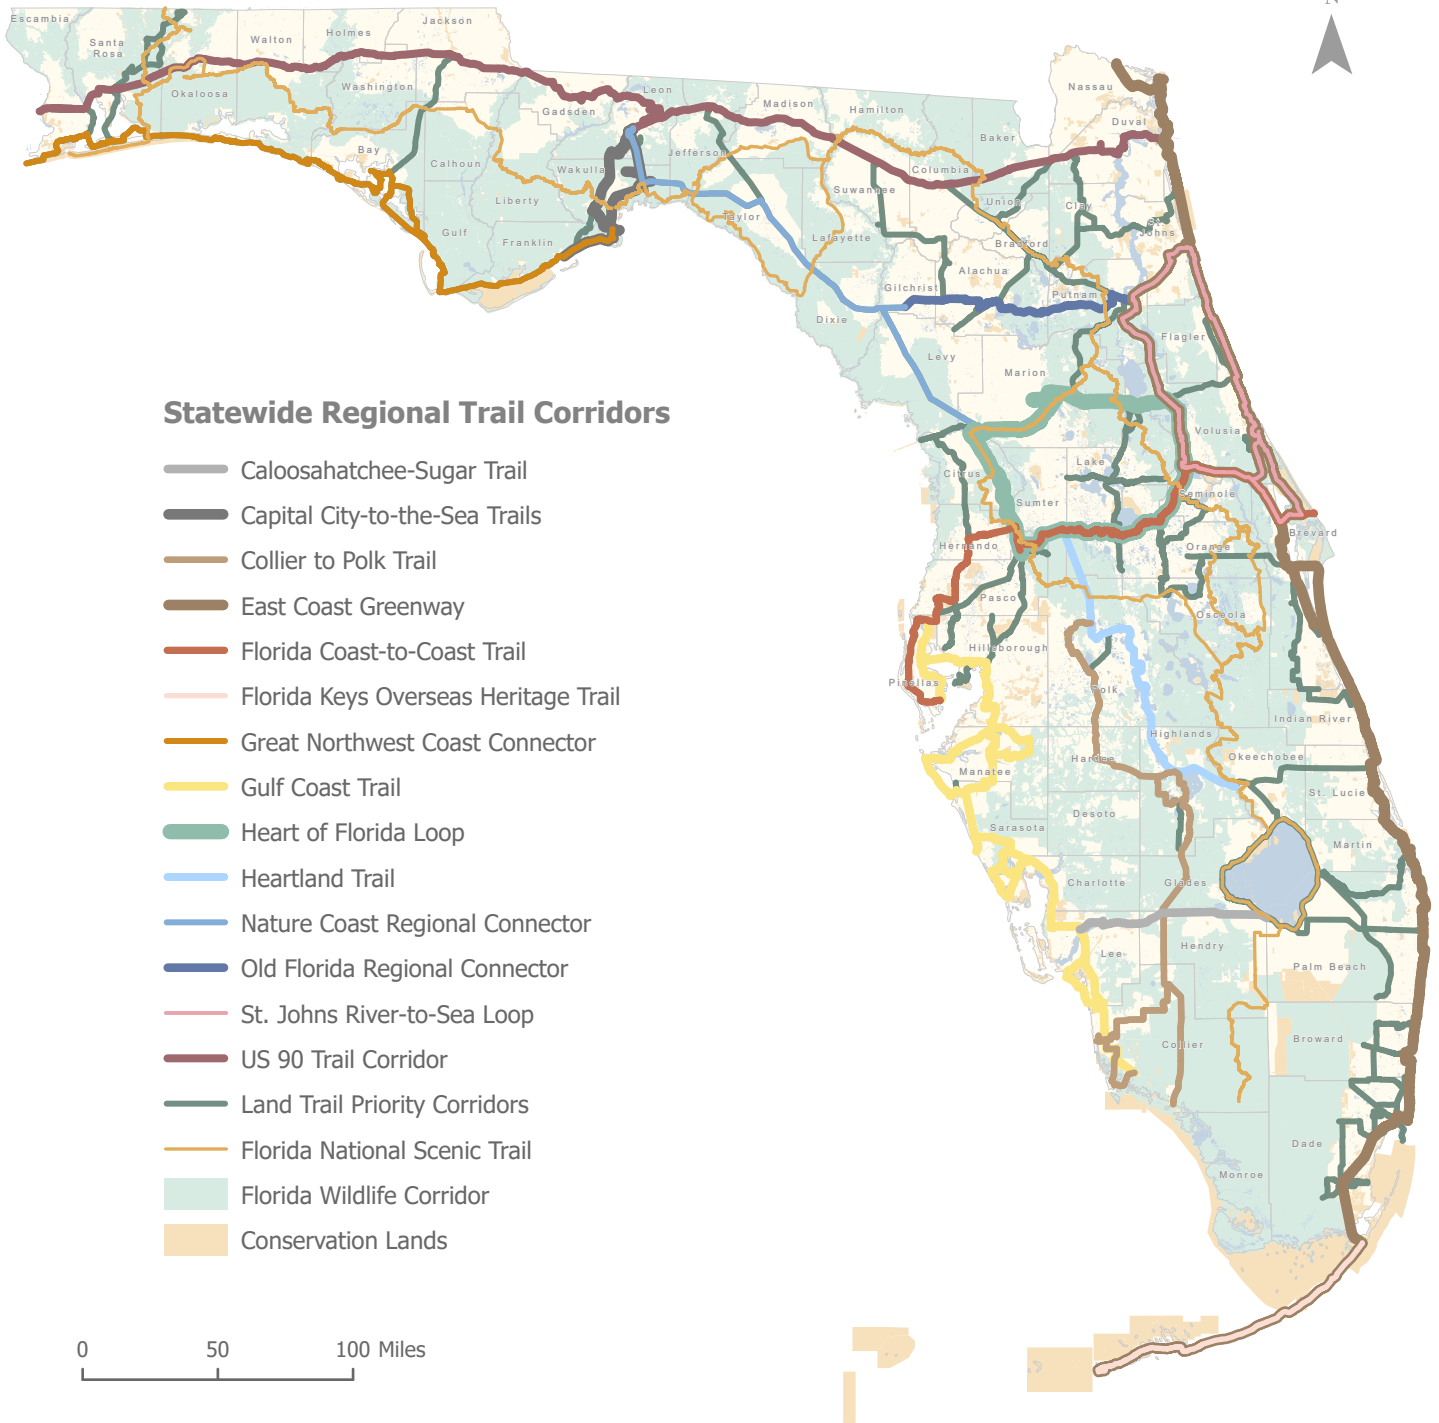 N
Escambia
Santa
Rosa
Okaloosa
Walton
Holmes
Jackson
Washington
Bay
Calhoun
Gulf
Liberty
Franklin
Gadsden
Leon
Wakulla
Jefferson
Madison
Taylor
Hamilton
Suwannee
Lafayette
Dixie
Columbia
Baker
Nassau
Duval
Union
Bradford
Clay
St.
Johns
Alachua
Gilchrist
Putnam
Levy
Marion
Flagler
Volusia
Citrus
Sumter
Lake
Seminole
Hernando
Orange
Brevard
Pasco
Osceola
Hillsborough
Pinellas
Polk
Indian River
Manatee
Hardee
Highlands
Okeechobee
St. Lucie
Sarasota
Desoto
Martin
Charlotte
Glades
Lee
Hendry
Palm Beach
Collier
Broward
Dade
Monroe
Statewide Regional Trail Corridors
Caloosahatchee-Sugar Trail
Capital City-to-the-Sea Trails
Collier to Polk Trail
East Coast Greenway
Florida Coast-to-Coast Trail
Florida Keys Overseas Heritage Trail
Great Northwest Coast Connector
Gulf Coast Trail
Heart of Florida Loop
Heartland Trail
Nature Coast Regional Connector
Old Florida Regional Connector
St. Johns River-to-Sea Loop
US 90 Trail Corridor
Land Trail Priority Corridors
Florida National Scenic Trail
Florida Wildlife Corridor
Conservation Lands
0 50 100 Miles